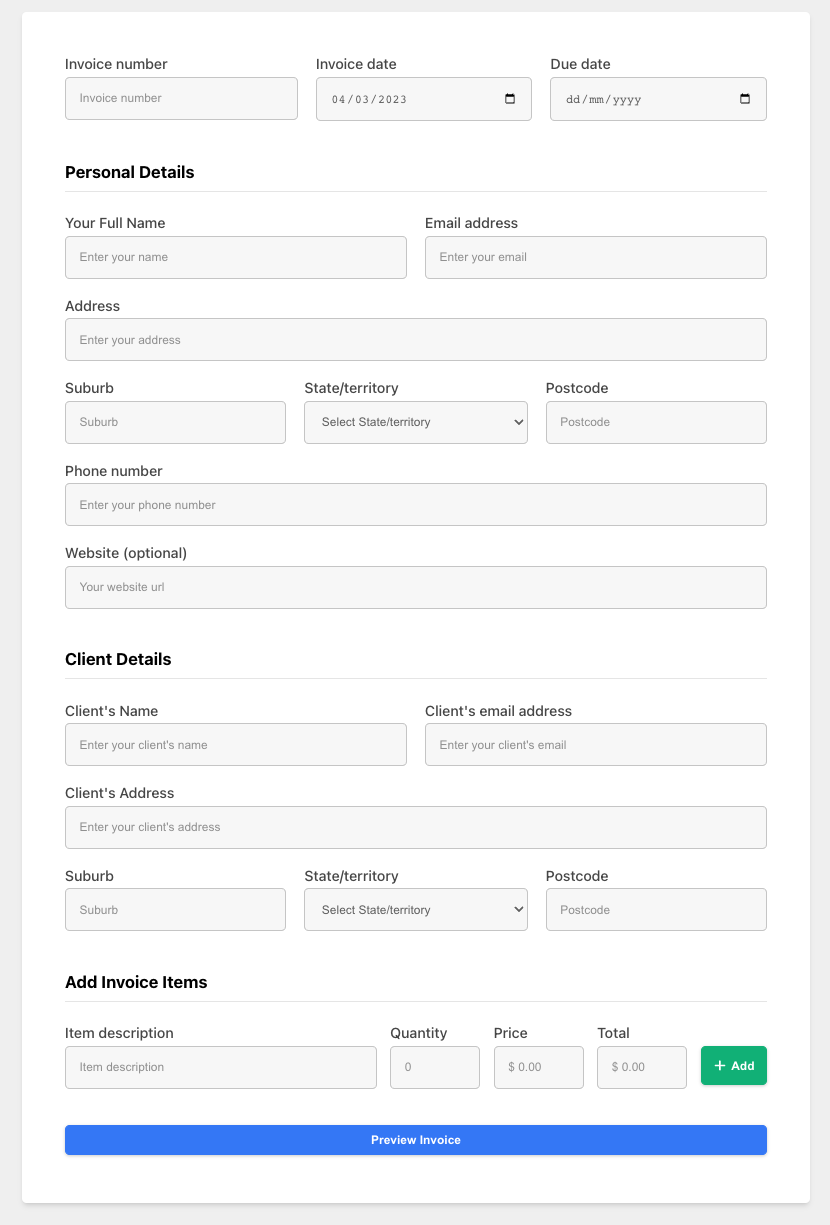 Invoice number Invoice date Due date
Invoice number 04/03/2023 dd/mm/yyyy
Personal Details
Your Full Name Email address
Enter your name Enter your email
Address
Enter your address
Suburb State/territory Postcode
Suburb Select State/territory Postcode
Phone number
Enter your phone number
Website (optional)
Your website url
Client Details
Client's Name Client's email address
Enter your client's name Enter your client's email
Client's Address
Enter your client's address
Suburb State/territory Postcode
Suburb Select State/territory Postcode
Add Invoice Items
Item description Quantity Price Total
Item description 0 $ 0.00 $ 0.00 + Add
Preview Invoice